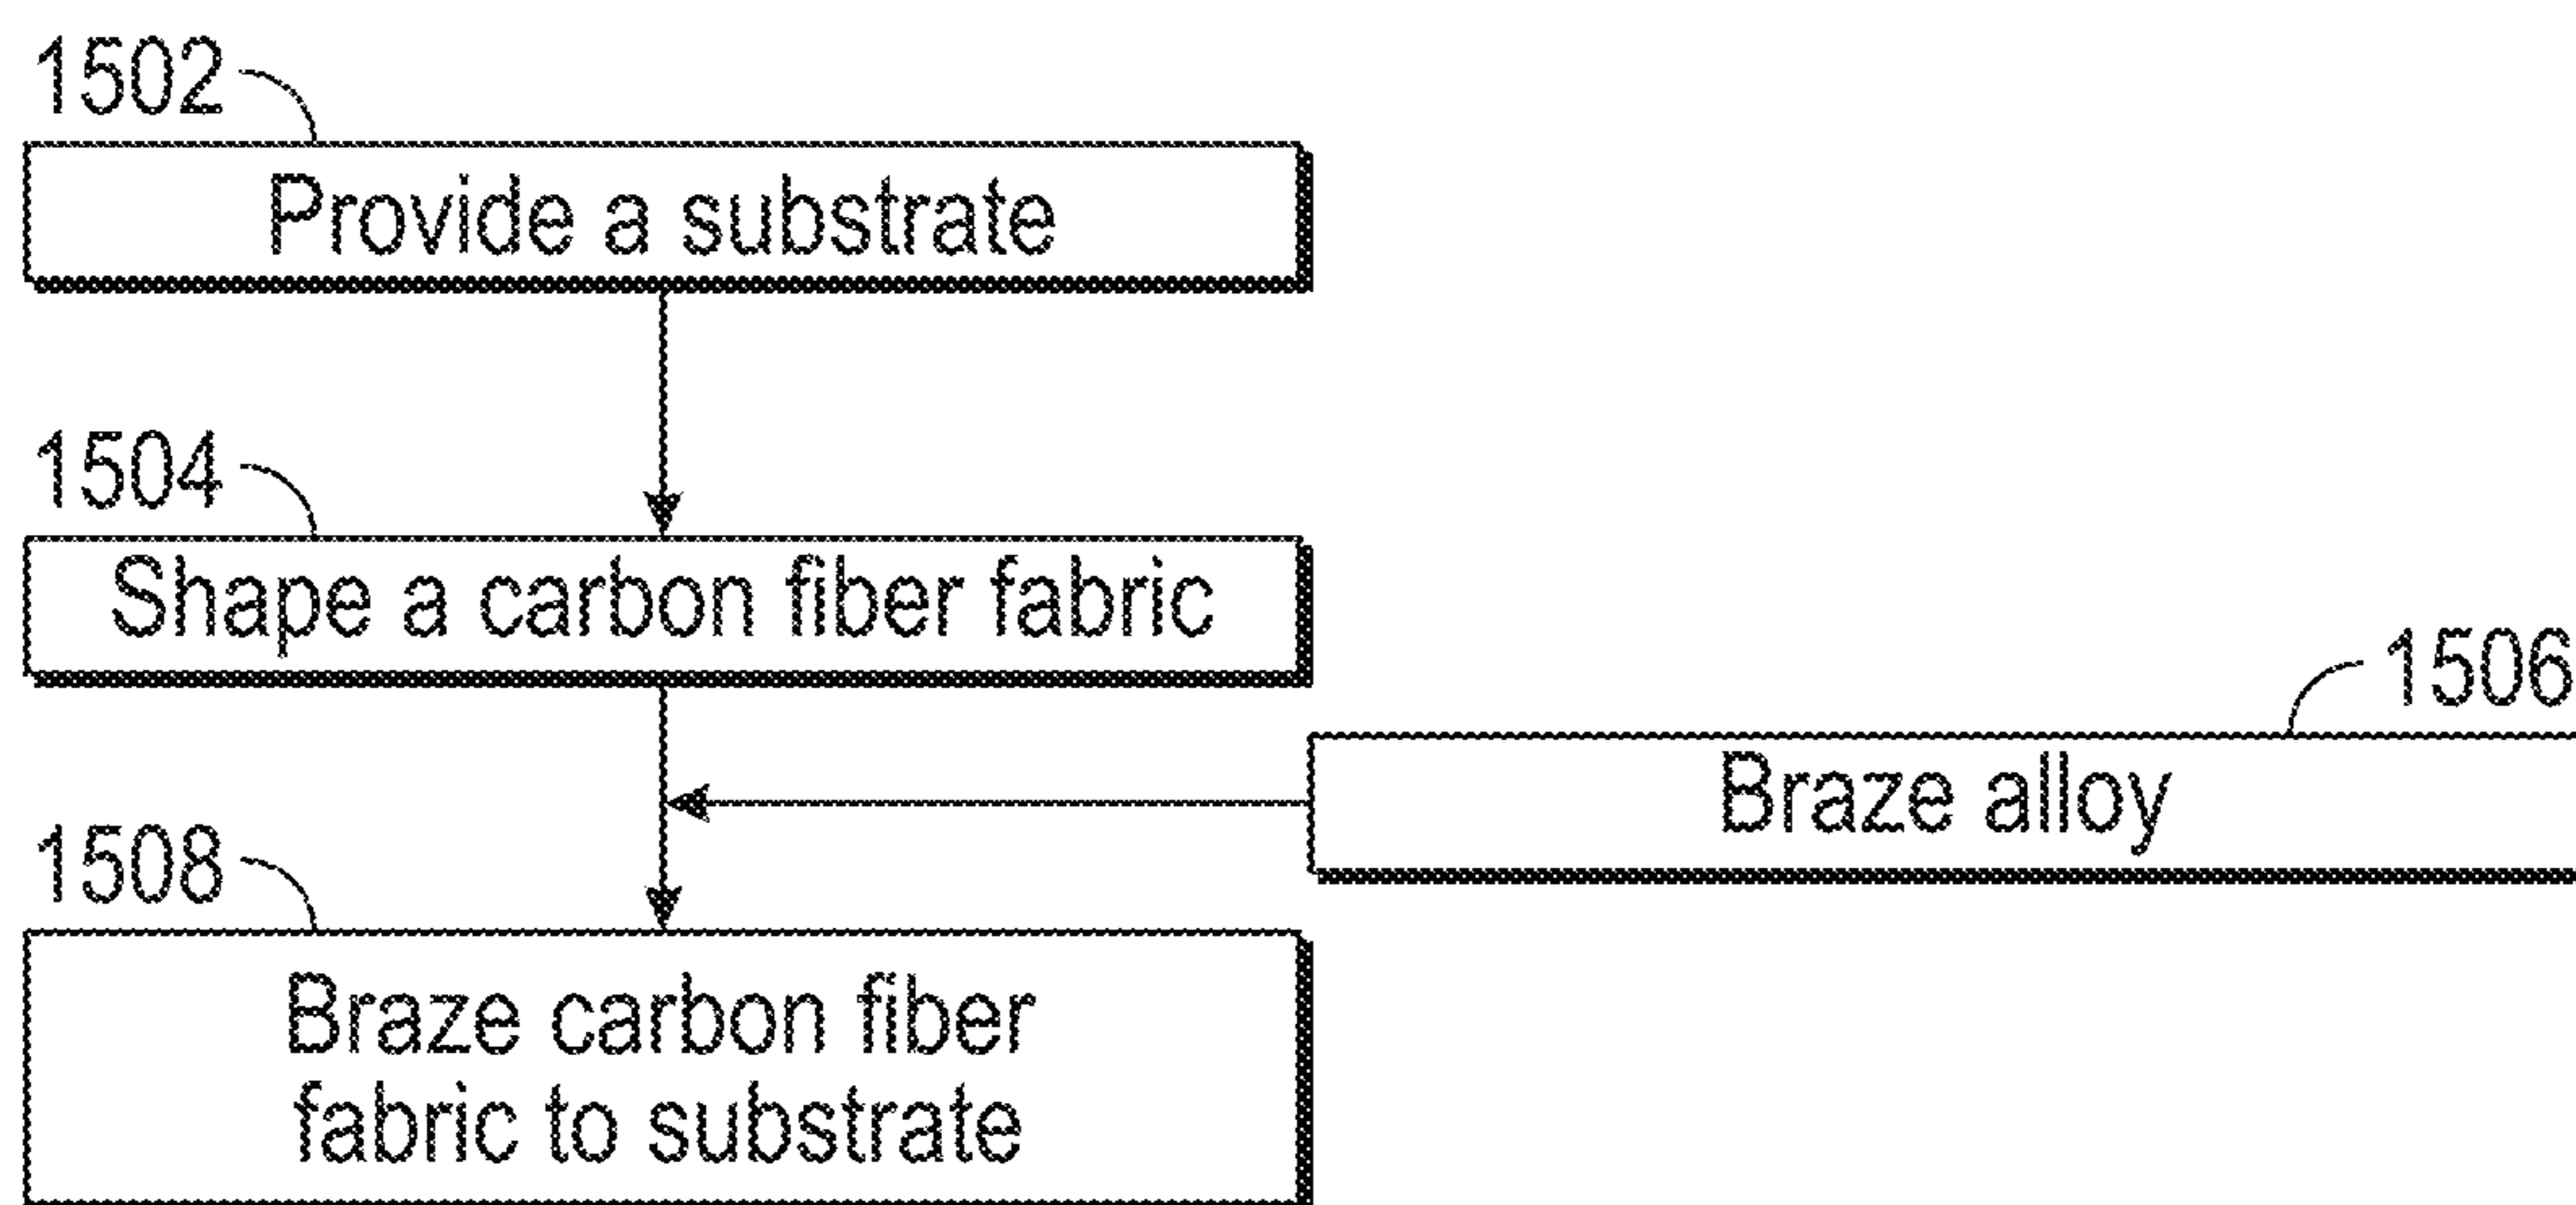 1502
Provide a substrate
1504
Shape a carbon fiber fabric
1506
Braze alloy
1508
Braze carbon fiber
fabric to substrate